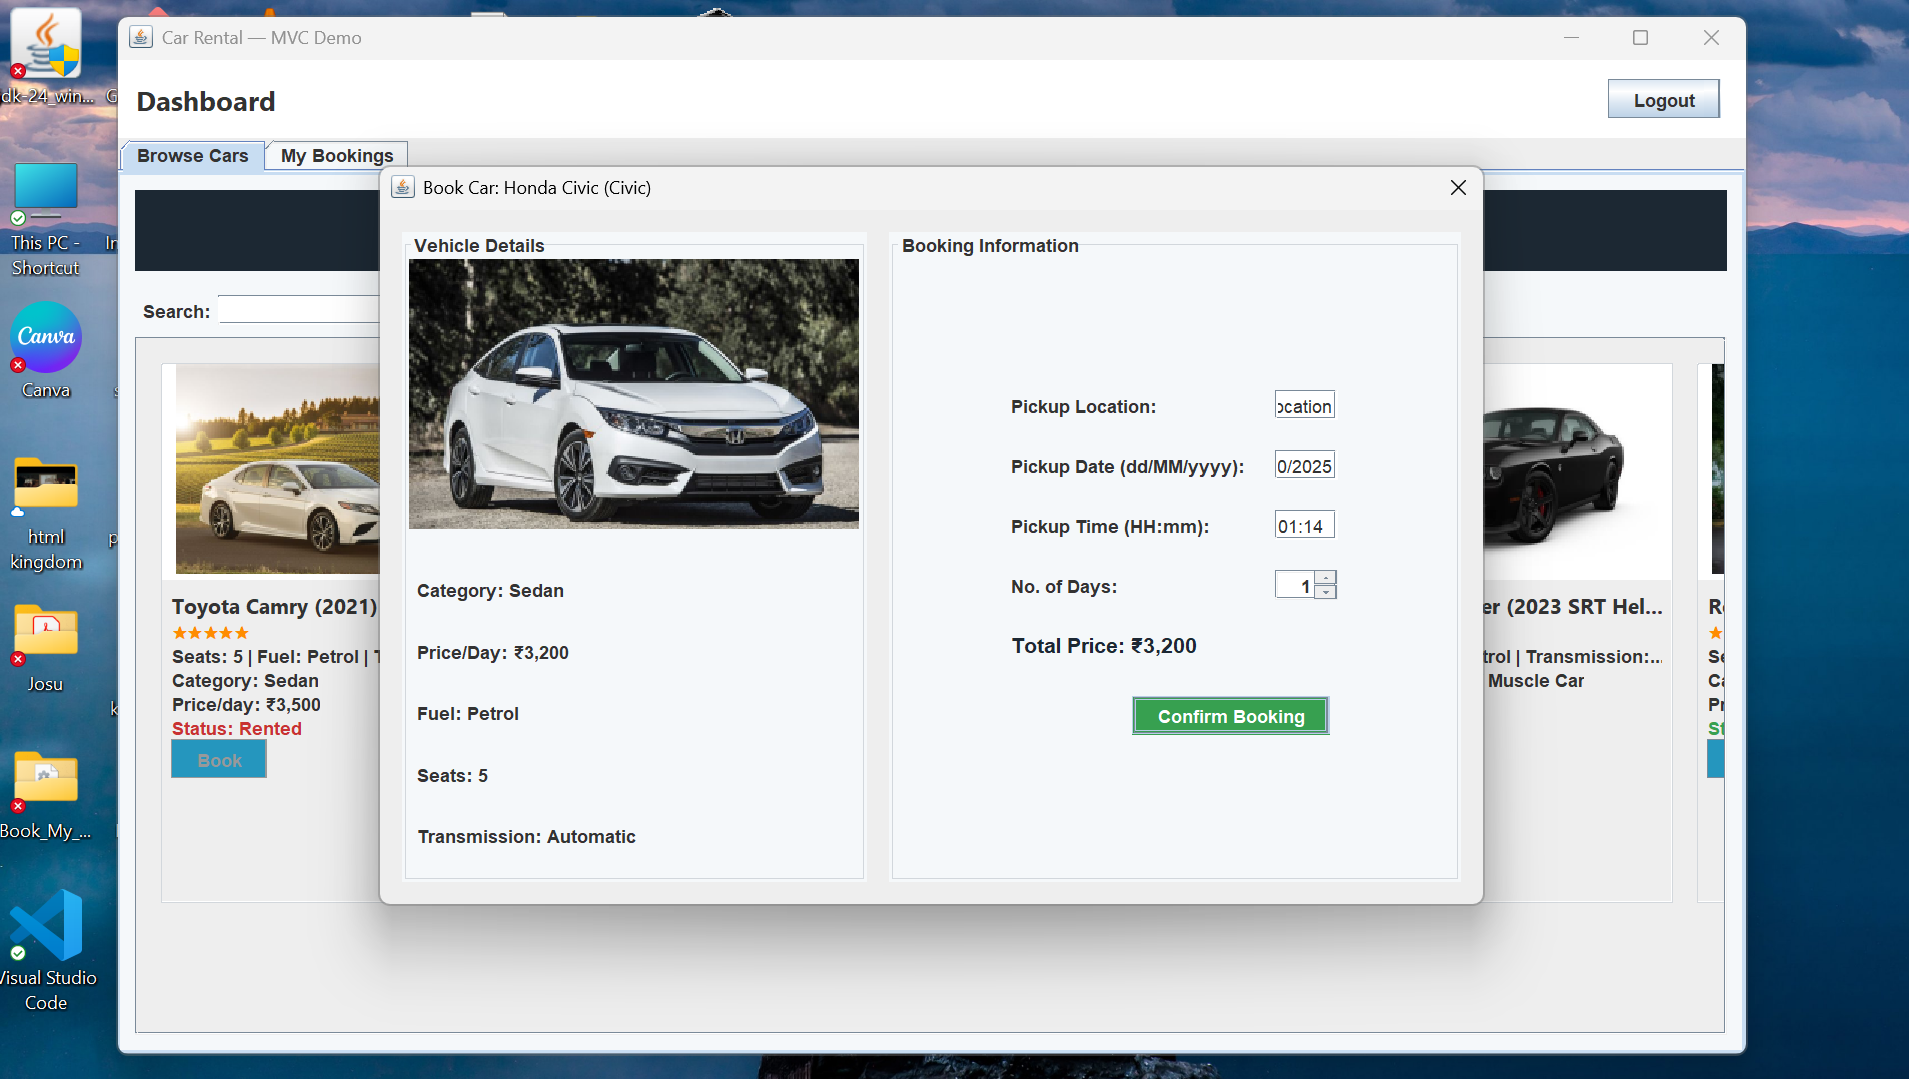 Car Rental — MVC Demo
Dashboard
Logout
Browse Cars
My Bookings
Book Car: Honda Civic (Civic)
Vehicle Details
Category: Sedan
Price/Day: ₹3,200
Fuel: Petrol
Seats: 5
Transmission: Automatic
Booking Information
Pickup Location: ocation
Pickup Date (dd/MM/yyyy): 0/2025
Pickup Time (HH:mm): 01:14
No. of Days: 1
Total Price: ₹3,200
Confirm Booking
Search:
Toyota Camry (2021)
Seats: 5 | Fuel: Petrol | T
Category: Sedan
Price/day: ₹3,500
Status: Rented
Book
er (2023 SRT Hel...
trol | Transmission:...
Muscle Car
dk-24_win...
This PC -
Shortcut
Canva
Canva
html
kingdom
Josu
Book_My_...
Visual Studio
Code